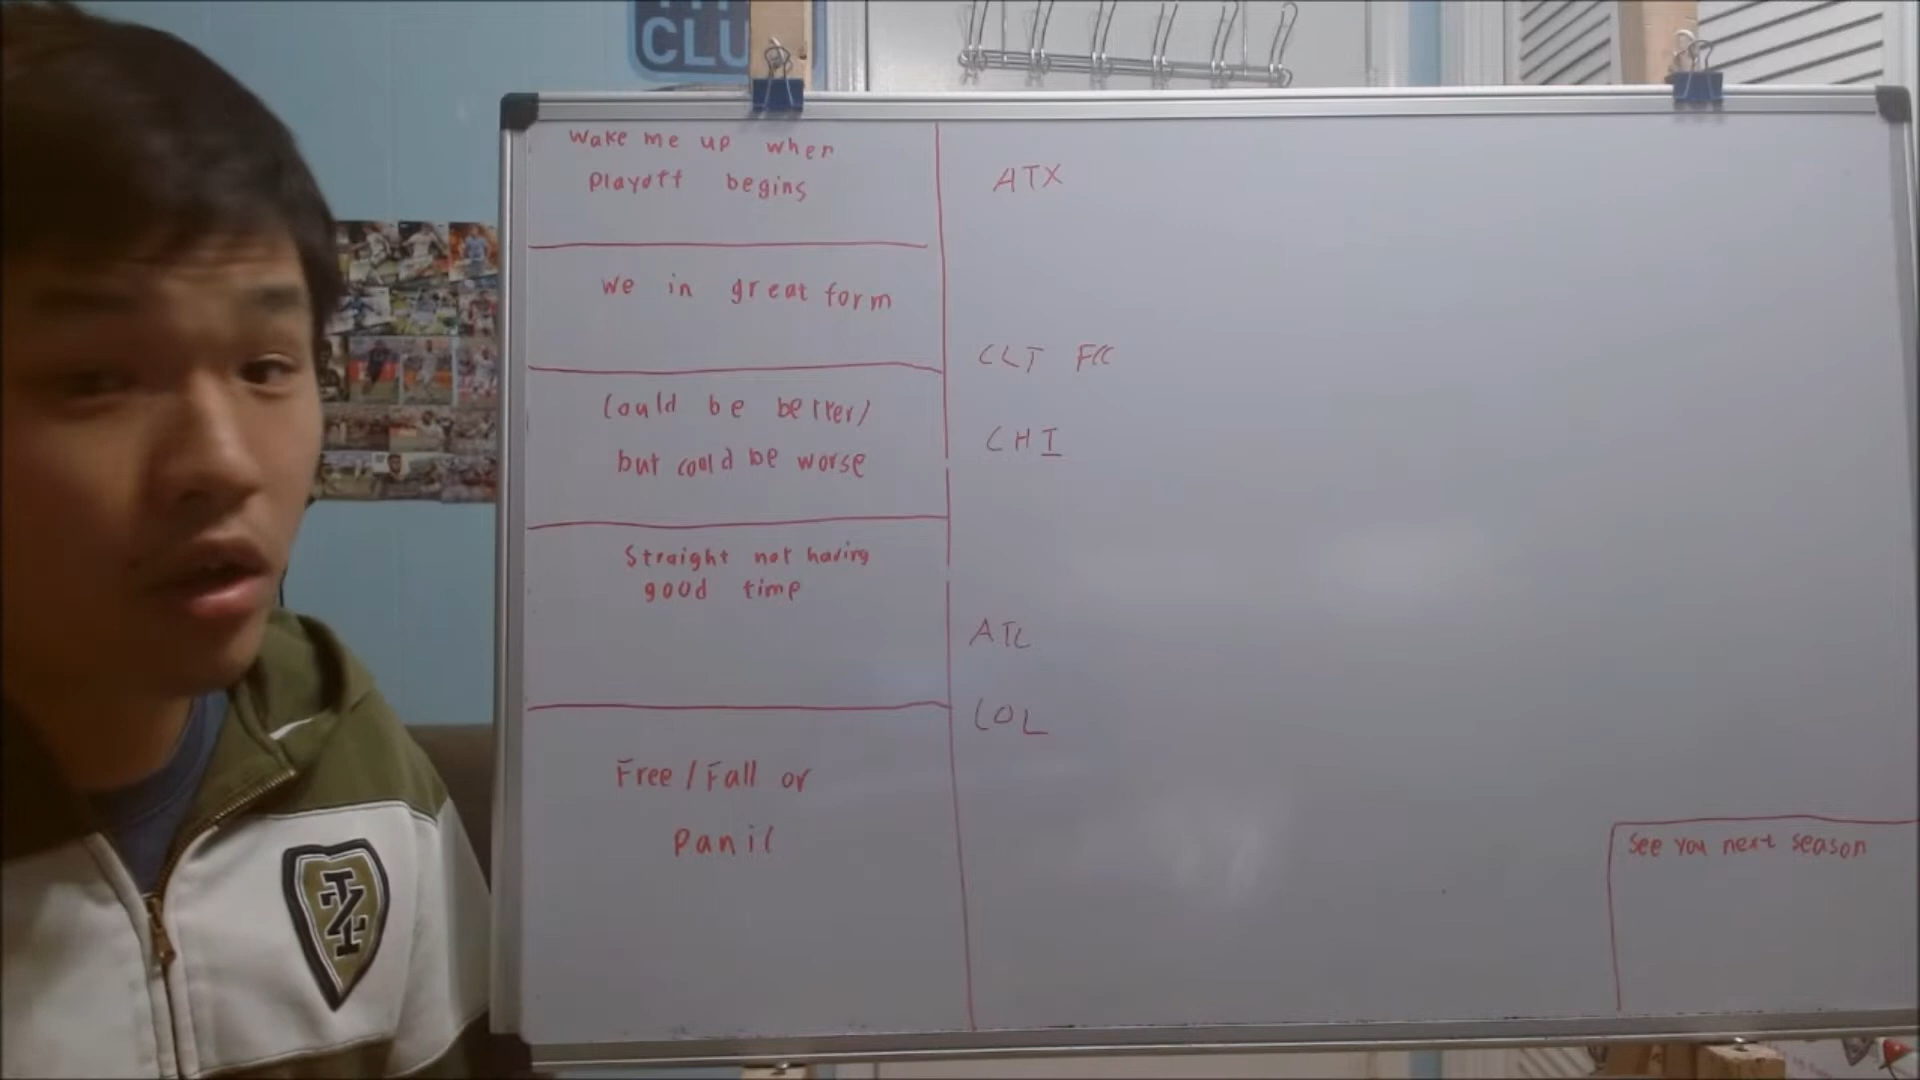 CLU
Wake me up when
Playoff begins
ATX
we in great form
CLT FCC
Could be better/
but could be worse
CHI
Straight not having
good time
ATL
COL
Free/Fall or
Panic
See you next season